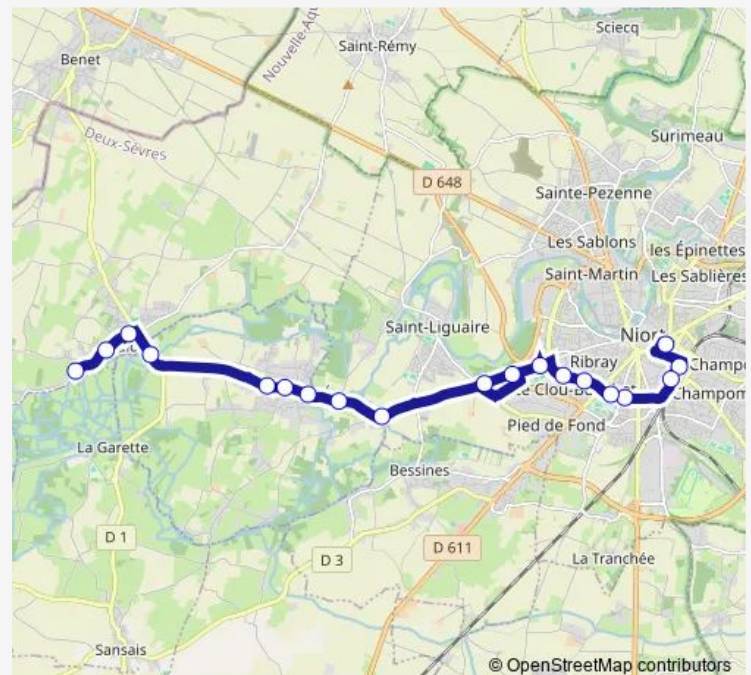 Sciecq
Saint-Rémy
Benet
Nouvelle-Aqu
Deux-Sèvres
Surimeau
D 648
Sainte-Pezenne
Les Sablons
les Épinettes
Saint-Martin
Les Sablières
Saint-Liguaire
Niort
Ribray
Champ
Champom
Pied de Fond
La Garette
Bessines
D 1
D 3
D 611
La Tranchée
Sansais
© OpenStreetMap contributors